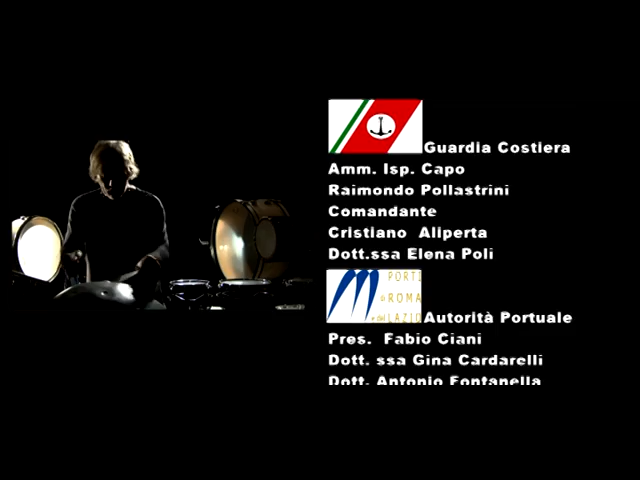 Guardia Costiera
Amm. Isp. Capo
Raimondo Pollastrini
Comandante
Cristiano Aliperta
Dott.ssa Elena Poli
PORTI
di ROMA
e del LAZIO
Autorità Portuale
Pres. Fabio Ciani
Dott. ssa Gina Cardarelli
Dott. Antonio Fontanella